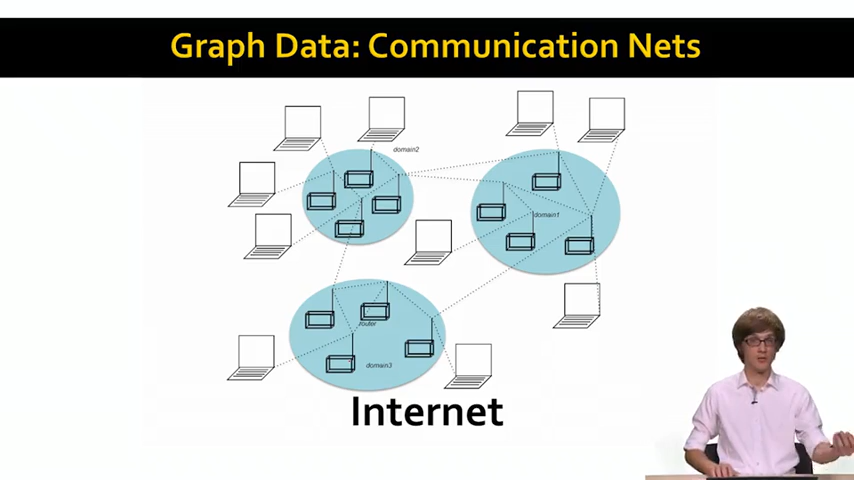 Graph Data: Communication Nets
domain2
domain1
router
domain3
Internet